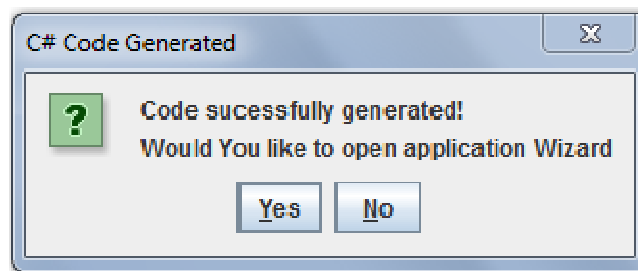 C# Code Generated
?
Code sucessfully generated!
Would You like to open application Wizard
Yes No